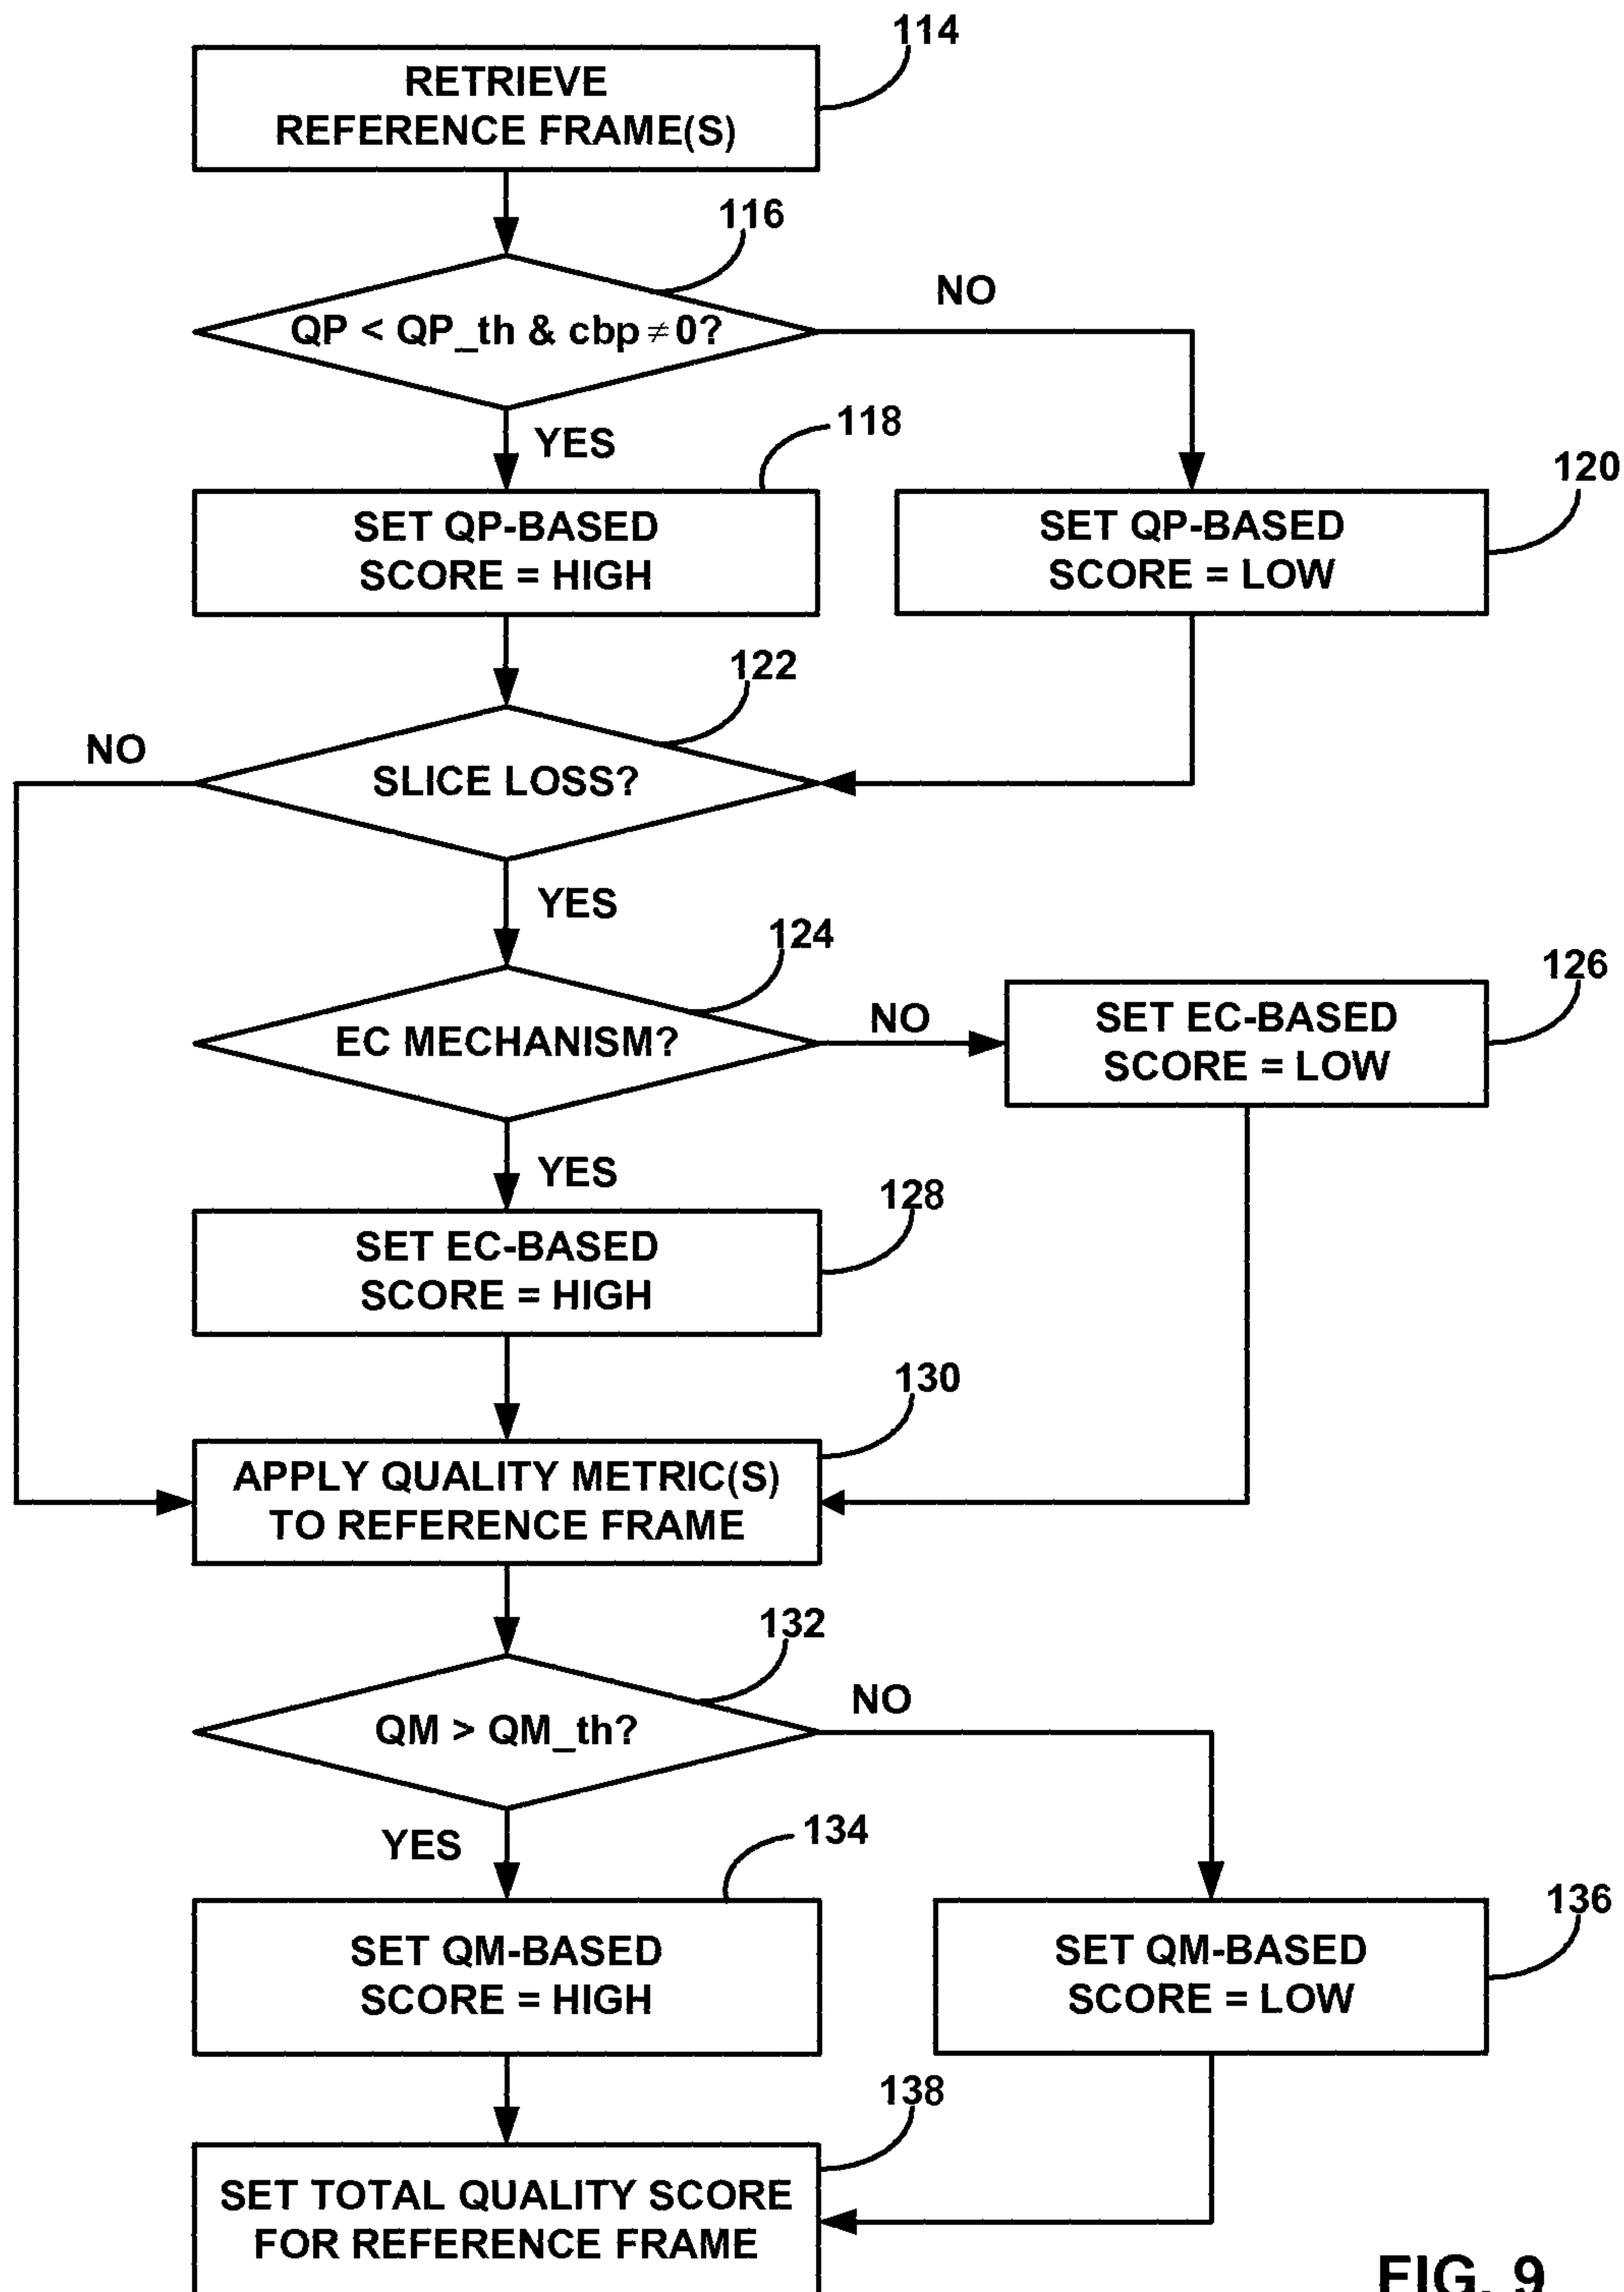 114
RETRIEVE
REFERENCE FRAME(S)
116
NO
QP < QP_th & cbp ≠ 0?
YES
118
120
SET QP-BASED
SCORE = HIGH
SET QP-BASED
SCORE = LOW
122
NO
SLICE LOSS?
YES
124
126
EC MECHANISM?
NO
SET EC-BASED
SCORE = LOW
YES
128
SET EC-BASED
SCORE = HIGH
130
APPLY QUALITY METRIC(S)
TO REFERENCE FRAME
132
NO
QM > QM_th?
YES
134
136
SET QM-BASED
SCORE = HIGH
SET QM-BASED
SCORE = LOW
138
SET TOTAL QUALITY SCORE
FOR REFERENCE FRAME
FIG. 9